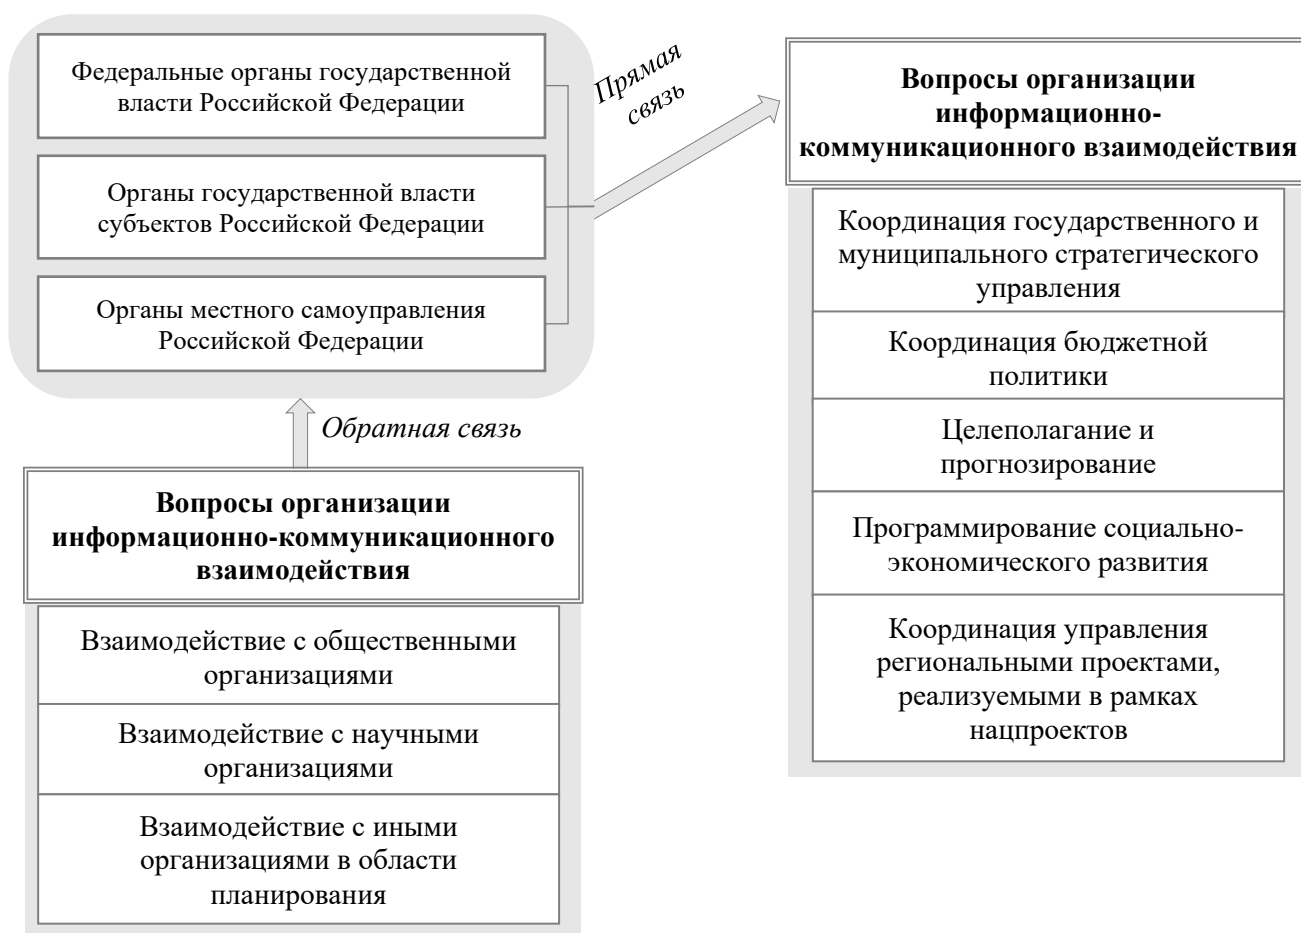 Федеральные органы государственной
власти Российской Федерации
Органы государственной власти
субъектов Российской Федерации
Органы местного самоуправления
Российской Федерации
Прямая
связь
Обратная связь
Вопросы организации
информационно-коммуникационного
взаимодействия
Взаимодействие с общественными
организациями
Взаимодействие с научными
организациями
Взаимодействие с иными
организациями в области
планирования
Вопросы организации
информационно-
коммуникационного взаимодействия
Координация государственного и
муниципального стратегического
управления
Координация бюджетной
политики
Целеполагание и
прогнозирование
Программирование социально-
экономического развития
Координация управления
региональными проектами,
реализуемыми в рамках
нацпроектов